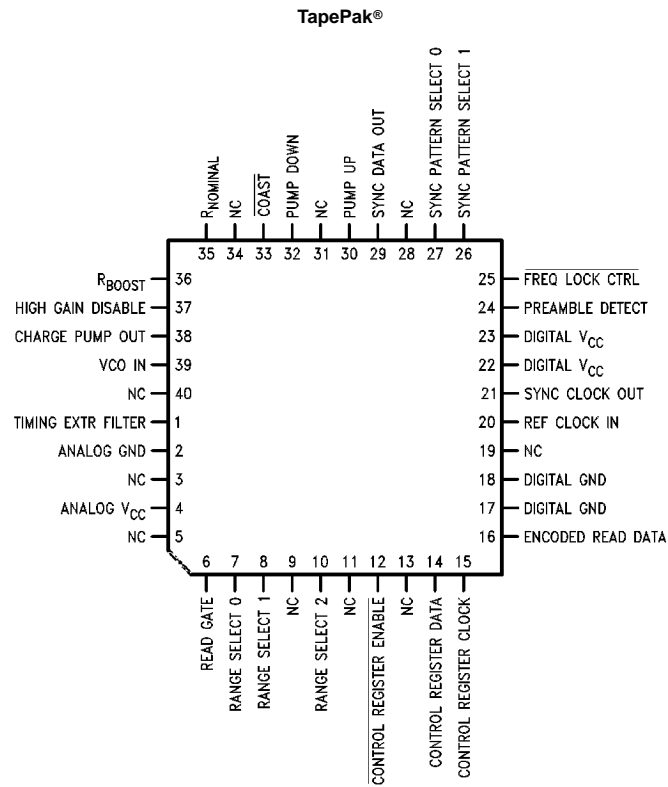 TapePak®
R_NOMINAL
NC
COAST
PUMP DOWN
NC
PUMP UP
SYNC DATA OUT
NC
SYNC PATTERN SELECT 0
SYNC PATTERN SELECT 1
35 34 33 32 31 30 29 28 27 26
R_BOOST 36
HIGH GAIN DISABLE 37
CHARGE PUMP OUT 38
VCO IN 39
NC 40
TIMING EXTR FILTER 1
ANALOG GND 2
NC 3
ANALOG V_CC 4
NC 5
25 FREQ LOCK CTRL
24 PREAMBLE DETECT
23 DIGITAL V_CC
22 DIGITAL V_CC
21 SYNC CLOCK OUT
20 REF CLOCK IN
19 NC
18 DIGITAL GND
17 DIGITAL GND
16 ENCODED READ DATA
6 7 8 9 10 11 12 13 14 15
READ GATE
RANGE SELECT 0
RANGE SELECT 1
NC
RANGE SELECT 2
NC
CONTROL REGISTER ENABLE
NC
CONTROL REGISTER DATA
CONTROL REGISTER CLOCK